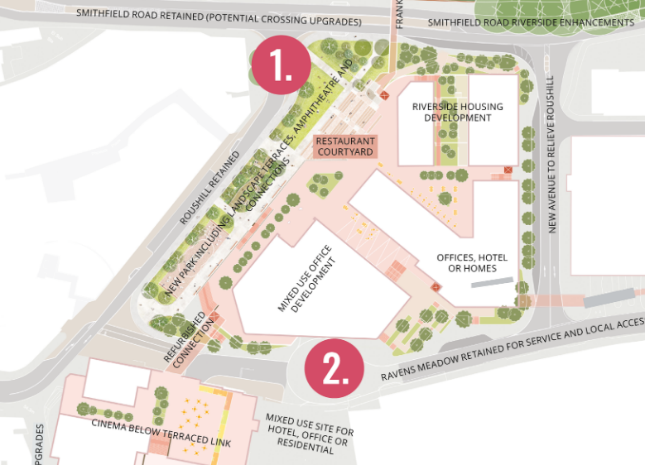 SMITHFIELD ROAD RETAINED (POTENTIAL CROSSING UPGRADES)
FRANK
SMITHFIELD ROAD RIVERSIDE ENHANCEMENTS
1.
RIVERSIDE HOUSING
DEVELOPMENT
RESTAURANT
COURTYARD
ROUSHILL RETAINED
NEW PARK INCLUDING LANDSCAPE TERRACES, AMPHITHEATRE AND
CONNECTIONS
NEW AVENUE TO RELIEVE ROUSHILL
MIXED USE OFFICE
DEVELOPMENT
OFFICES, HOTEL
OR HOMES
REFURBISHED
CONNECTION
2.
RAVENS MEADOW RETAINED FOR SERVICE AND LOCAL ACCES
CINEMA BELOW TERRACED LINK
MIXED USE SITE FOR
HOTEL, OFFICE OR
RESIDENTIAL
PGRADES